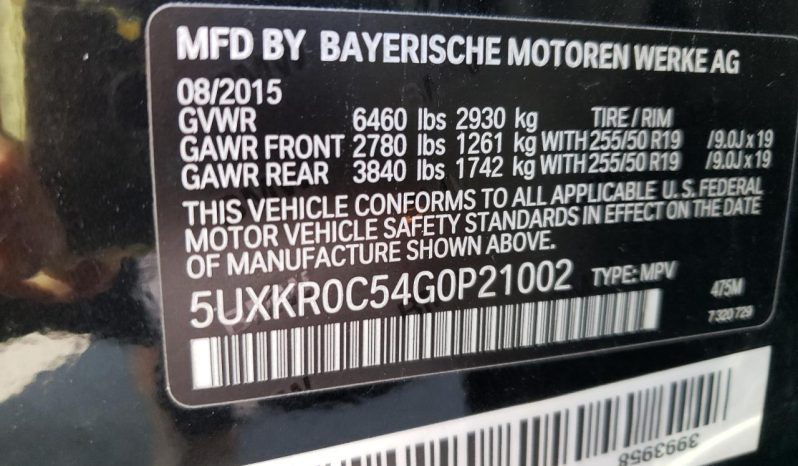 MFD BY BAYERISCHE MOTOREN WERKE AG
08/2015
GVWR 6460 lbs 2930 kg TIRE / RIM
GAWR FRONT 2780 lbs 1261 kg WITH 255/50 R19 /9.0J x 19
GAWR REAR 3840 lbs 1742 kg WITH 255/50 R19 /9.0J x 19
THIS VEHICLE CONFORMS TO ALL APPLICABLE U.S. FEDERAL
MOTOR VEHICLE SAFETY STANDARDS IN EFFECT ON THE DATE
OF MANUFACTURE SHOWN ABOVE.
5UXKR0C54G0P21002 TYPE: MPV 475M
7 320 729
3993958